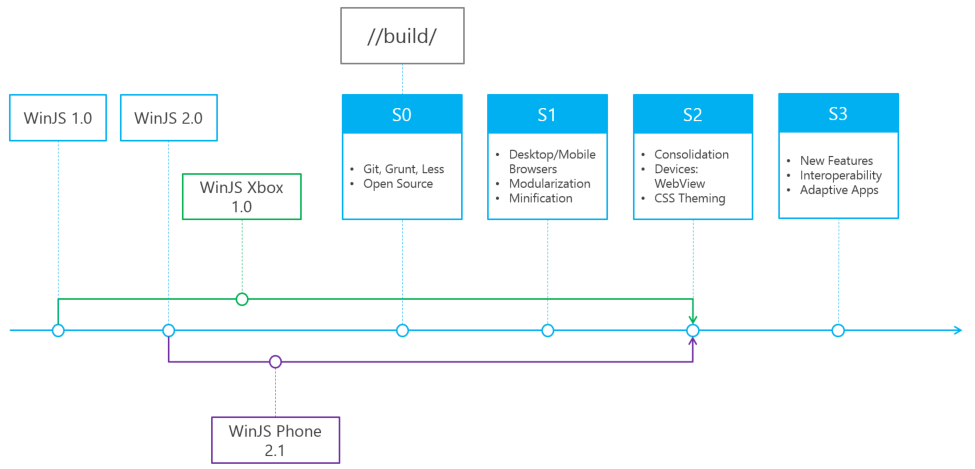 //build/
WinJS 1.0
WinJS 2.0
WinJS Xbox
1.0
S0
• Git, Grunt, Less
• Open Source
S1
• Desktop/Mobile
Browsers
• Modularization
• Minification
S2
• Consolidation
• Devices:
WebView
• CSS Theming
S3
• New Features
• Interoperability
• Adaptive Apps
WinJS Phone
2.1